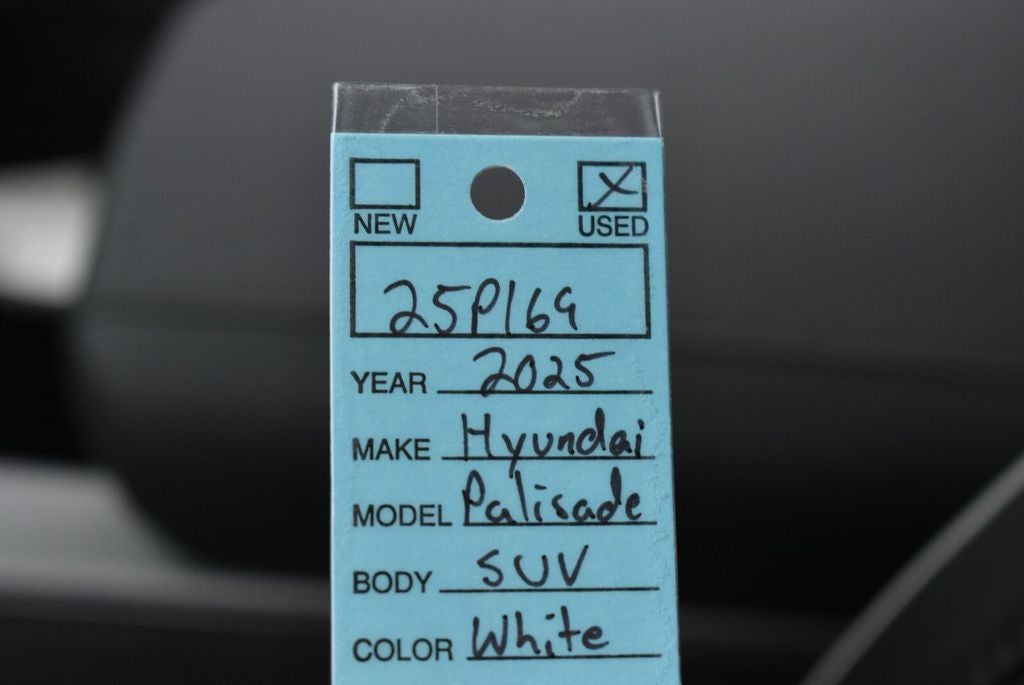 NEW X USED
25P169
YEAR 2025
MAKE Hyundai
MODEL Palisade
BODY SUV
COLOR White